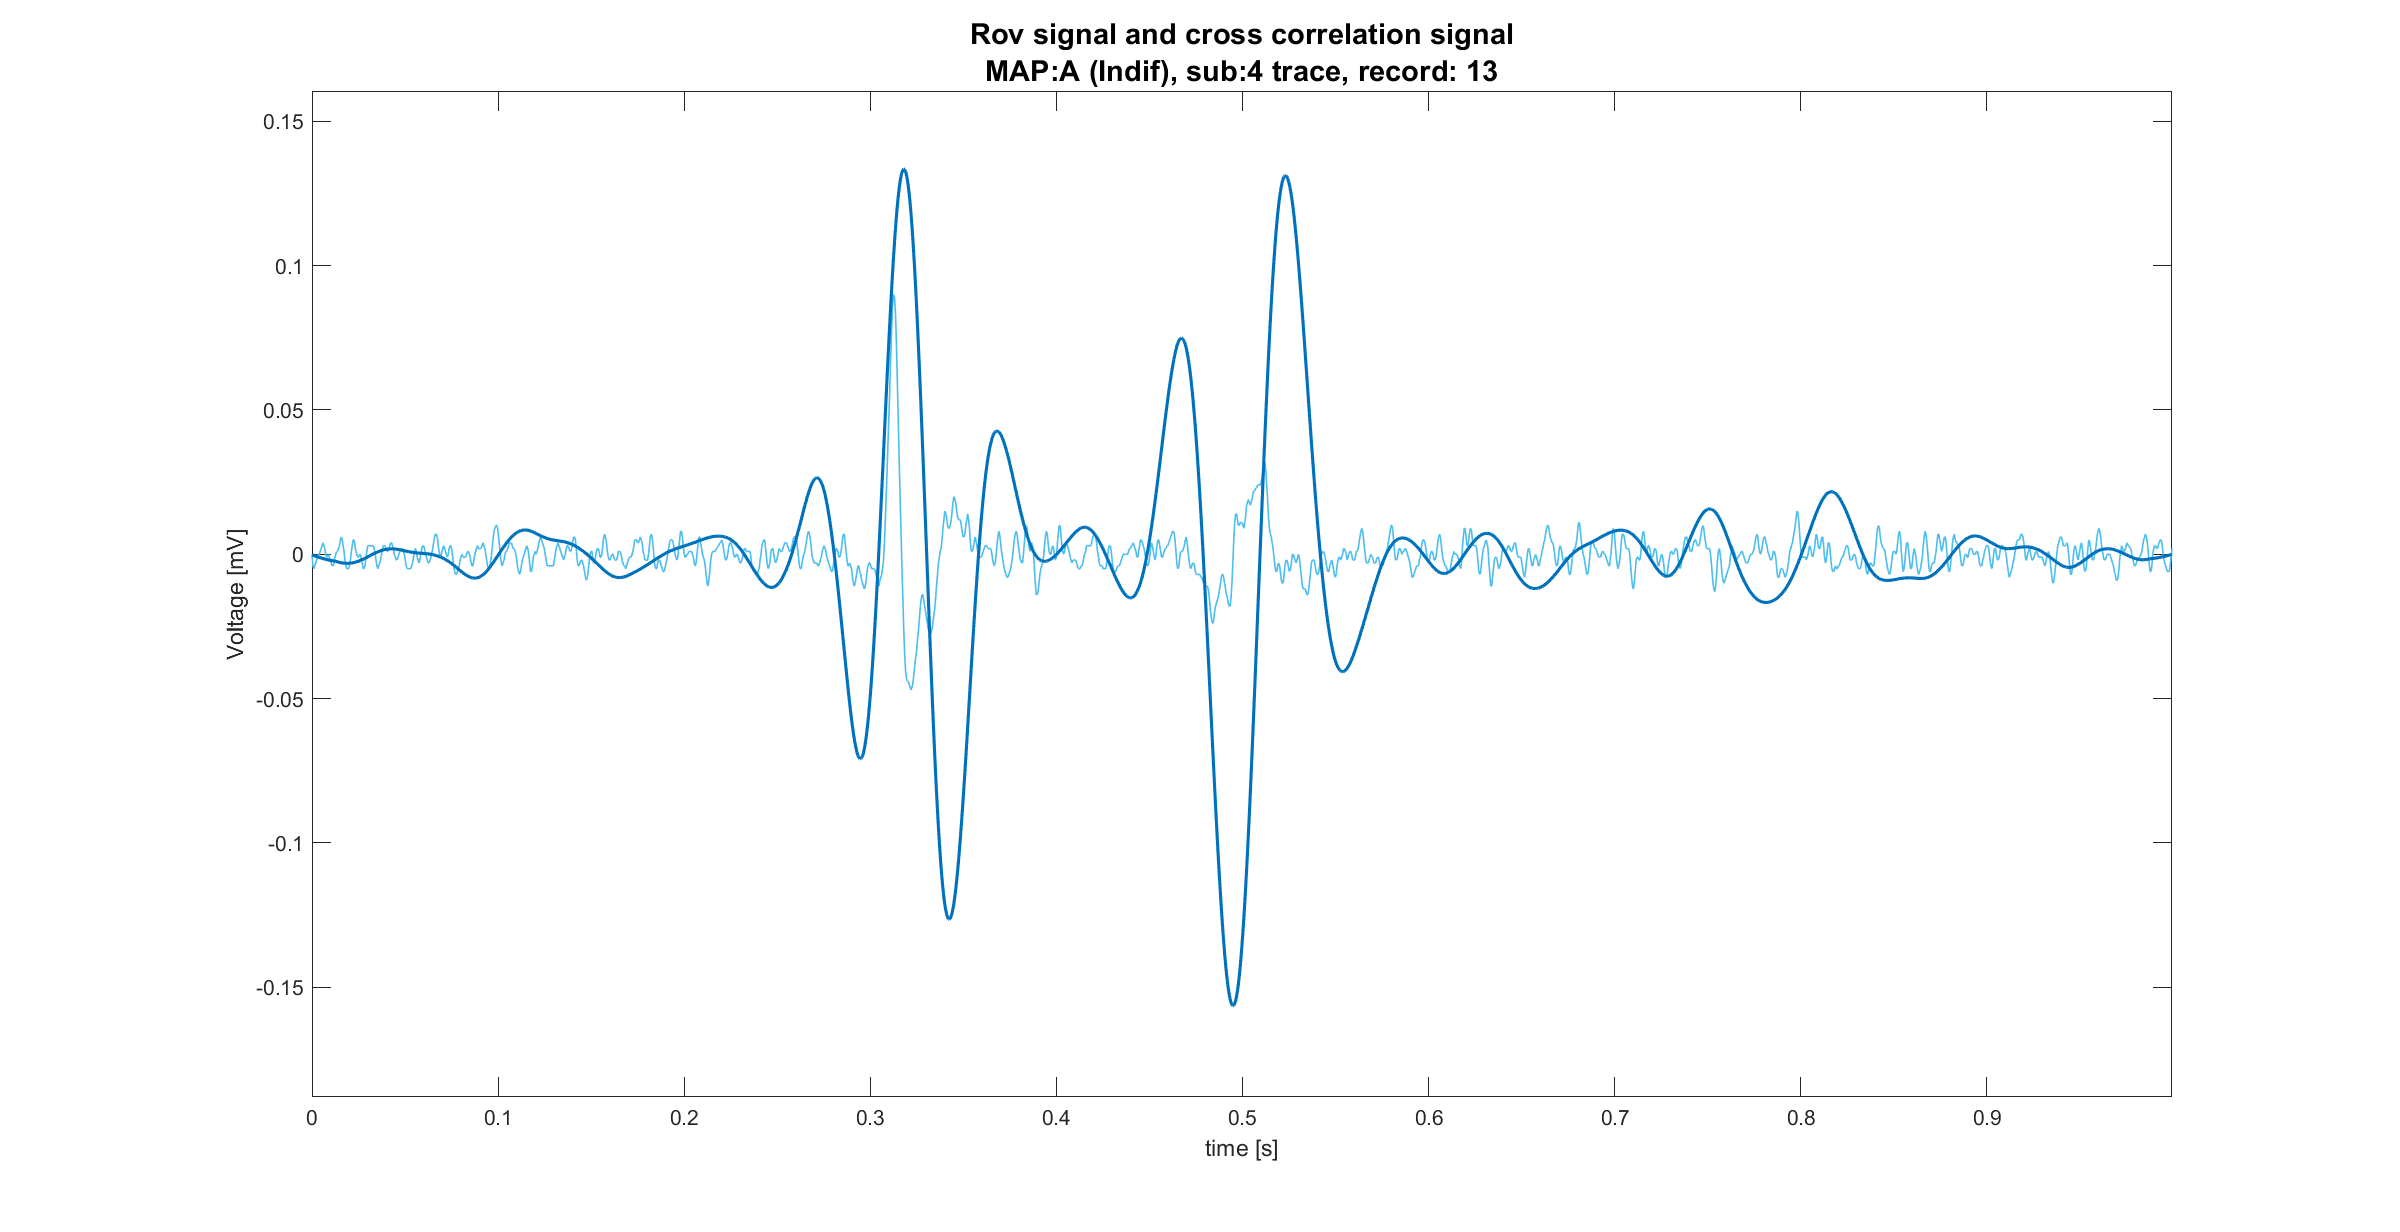 Rov signal and cross correlation signal
MAP:A (Indif), sub:4 trace, record: 13
0.15
0.1
0.05
0
-0.05
-0.1
-0.15
Voltage [mV]
0 0.1 0.2 0.3 0.4 0.5 0.6 0.7 0.8 0.9
time [s]